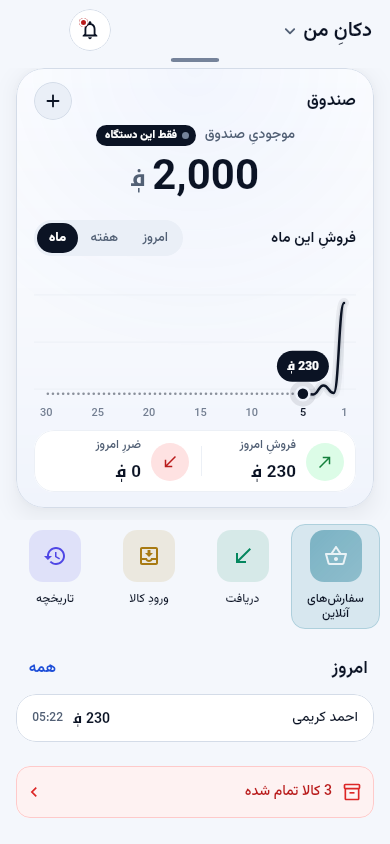 دکانِ من
صندوق
موجودیِ صندوق
فقط این دستگاه
2,000 ؋
فروشِ این ماه
امروز
هفته
ماه
230 ؋
1
5
10
15
20
25
30
فروشِ امروز
230 ؋
ضررِ امروز
0 ؋
سفارش‌های
آنلاین
دریافت
ورودِ کالا
تاریخچه
امروز
همه
احمد کریمی
230 ؋
05:22
3 کالا تمام شده